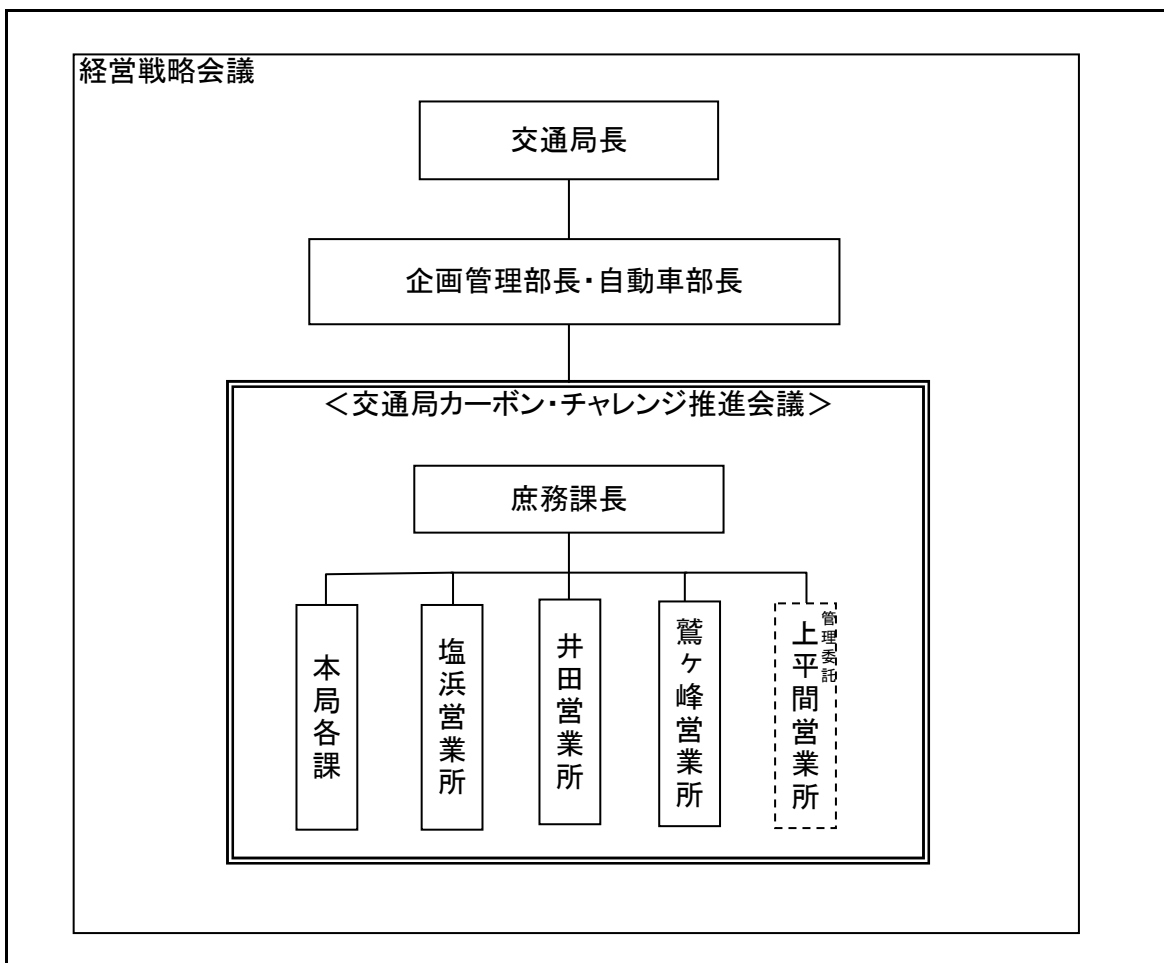 経営戦略会議
交通局長
企画管理部長・自動車部長
＜交通局カーボン・チャレンジ推進会議＞
庶務課長
本局各課
塩浜営業所
井田営業所
鷲ヶ峰営業所
上平間営業所
管理委託